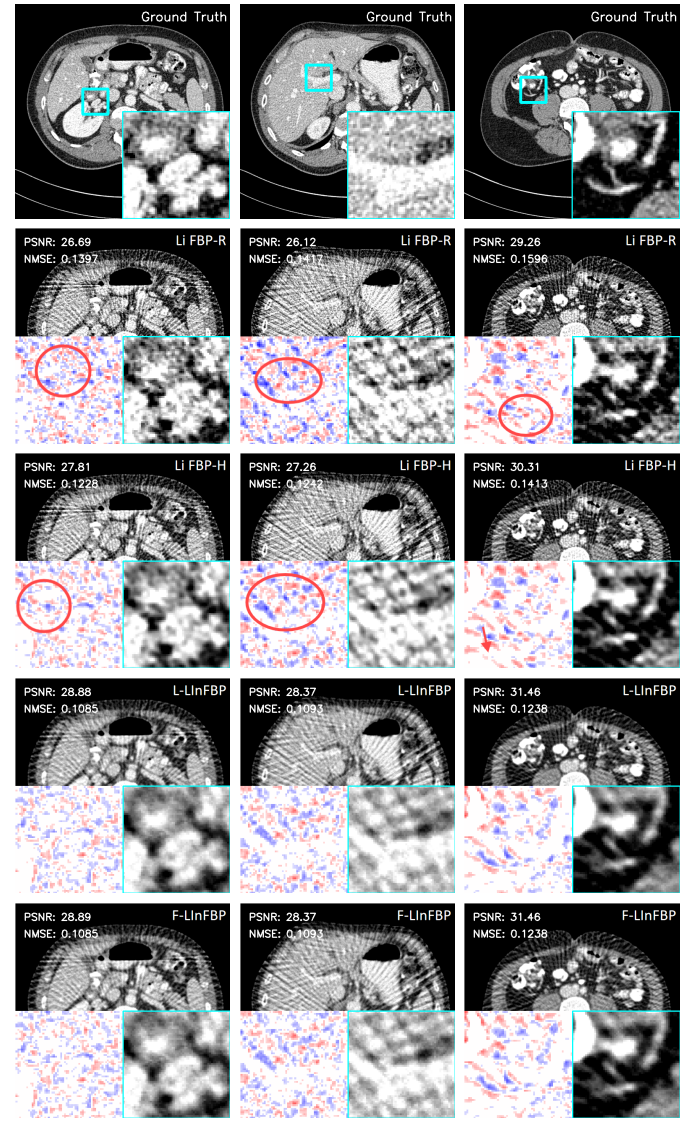 Ground Truth
Ground Truth
Ground Truth
PSNR: 26.69 Li FBP-R
NMSE: 0.1397
PSNR: 26.12 Li FBP-R
NMSE: 0.1417
PSNR: 29.26 Li FBP-R
NMSE: 0.1596
PSNR: 27.81 Li FBP-H
NMSE: 0.1228
PSNR: 27.26 Li FBP-H
NMSE: 0.1242
PSNR: 30.31 Li FBP-H
NMSE: 0.1413
PSNR: 28.88 L-LInFBP
NMSE: 0.1085
PSNR: 28.37 L-LInFBP
NMSE: 0.1093
PSNR: 31.46 L-LInFBP
NMSE: 0.1238
PSNR: 28.89 F-LInFBP
NMSE: 0.1085
PSNR: 28.37 F-LInFBP
NMSE: 0.1093
PSNR: 31.46 F-LInFBP
NMSE: 0.1238